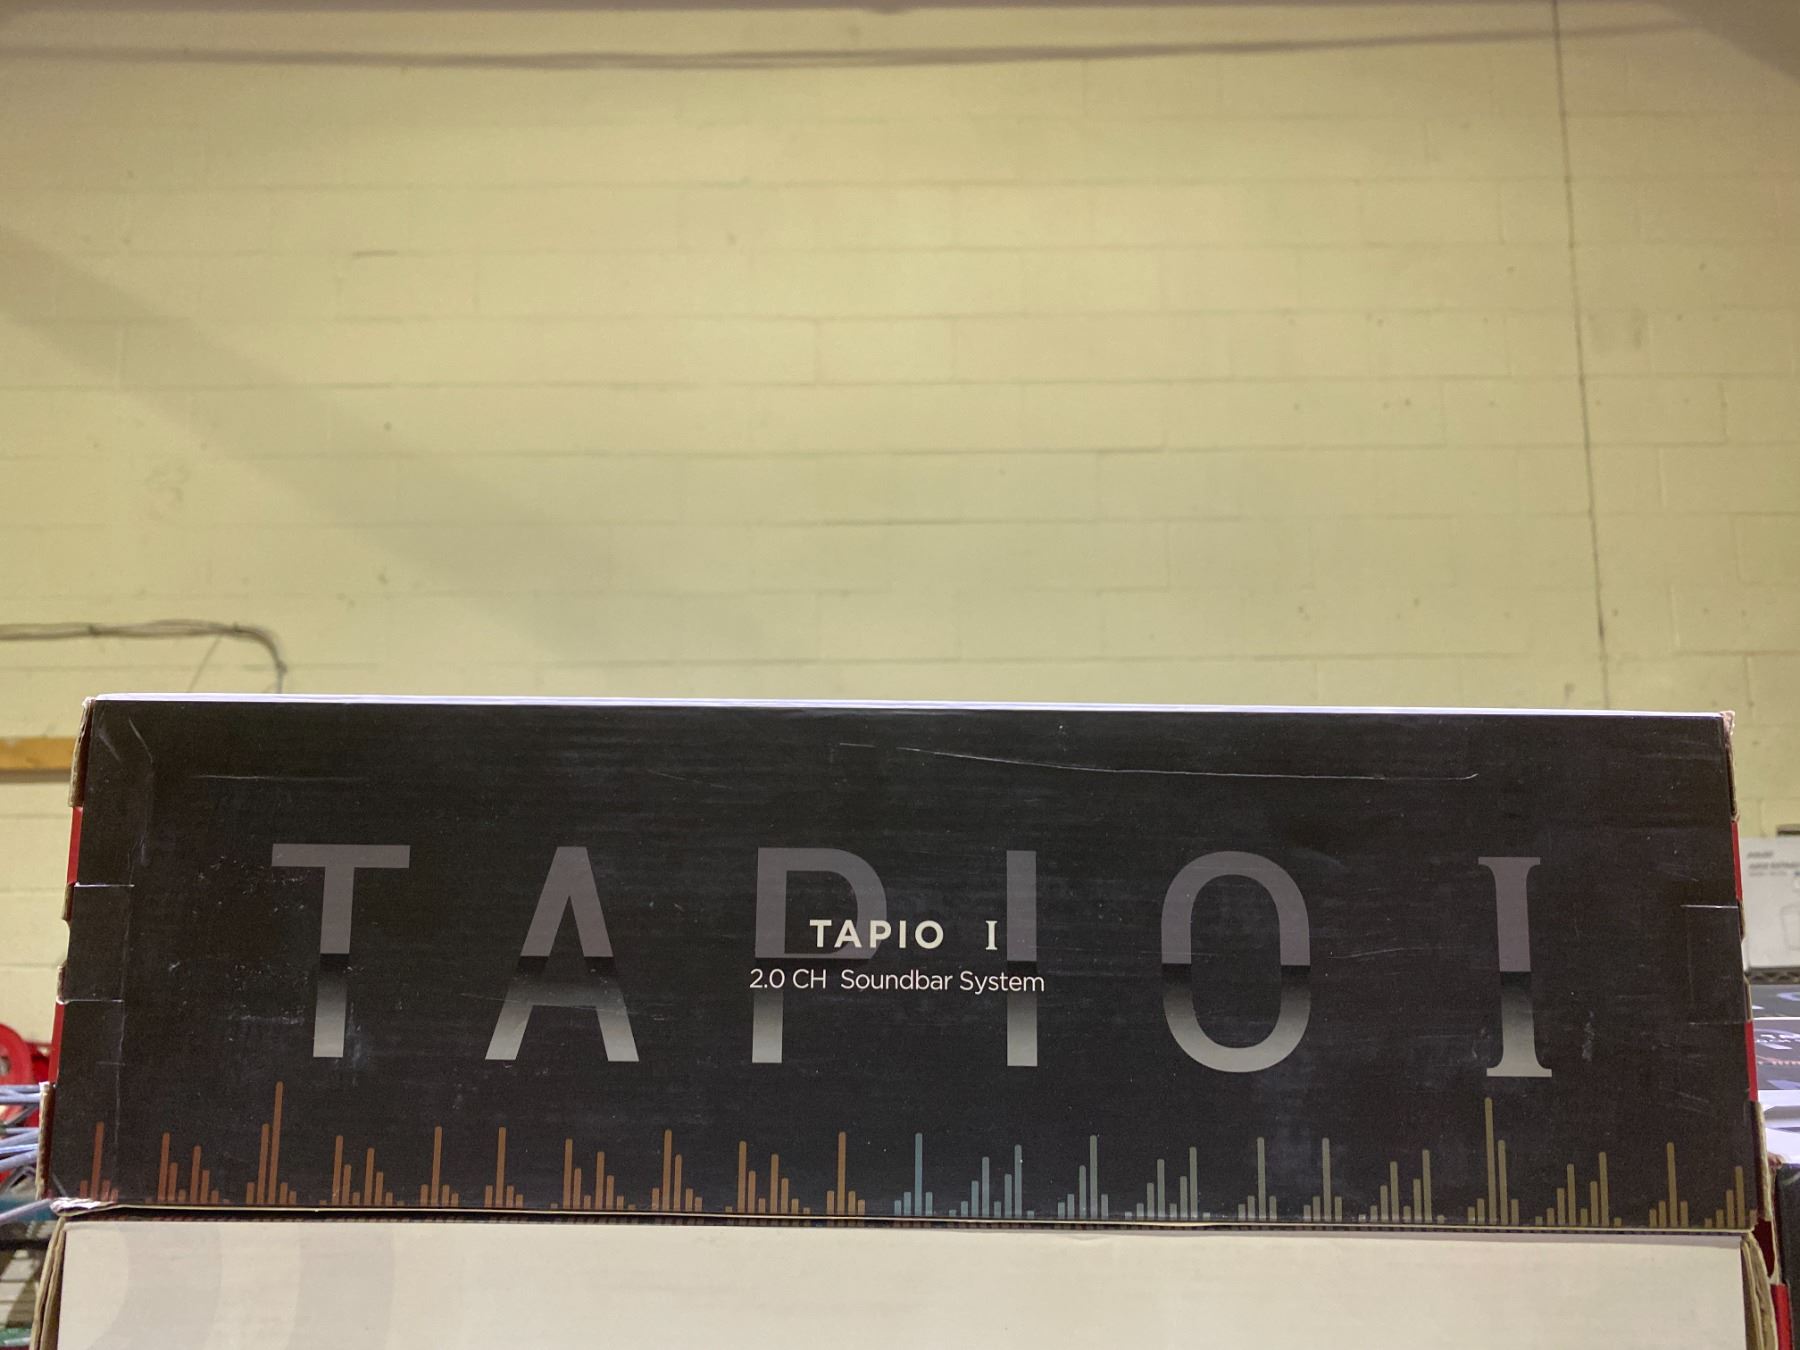 TAPIO I
TAPIO I
2.0 CH Soundbar System